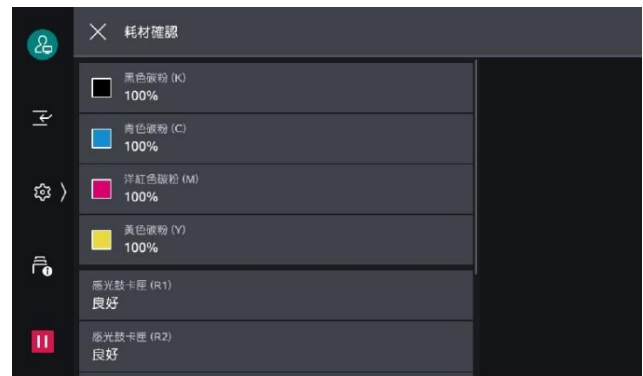 耗材確認
黑色碳粉 (K)
100%
青色碳粉 (C)
100%
洋紅色碳粉 (M)
100%
黃色碳粉 (Y)
100%
感光鼓卡匣 (R1)
良好
感光鼓卡匣 (R2)
良好